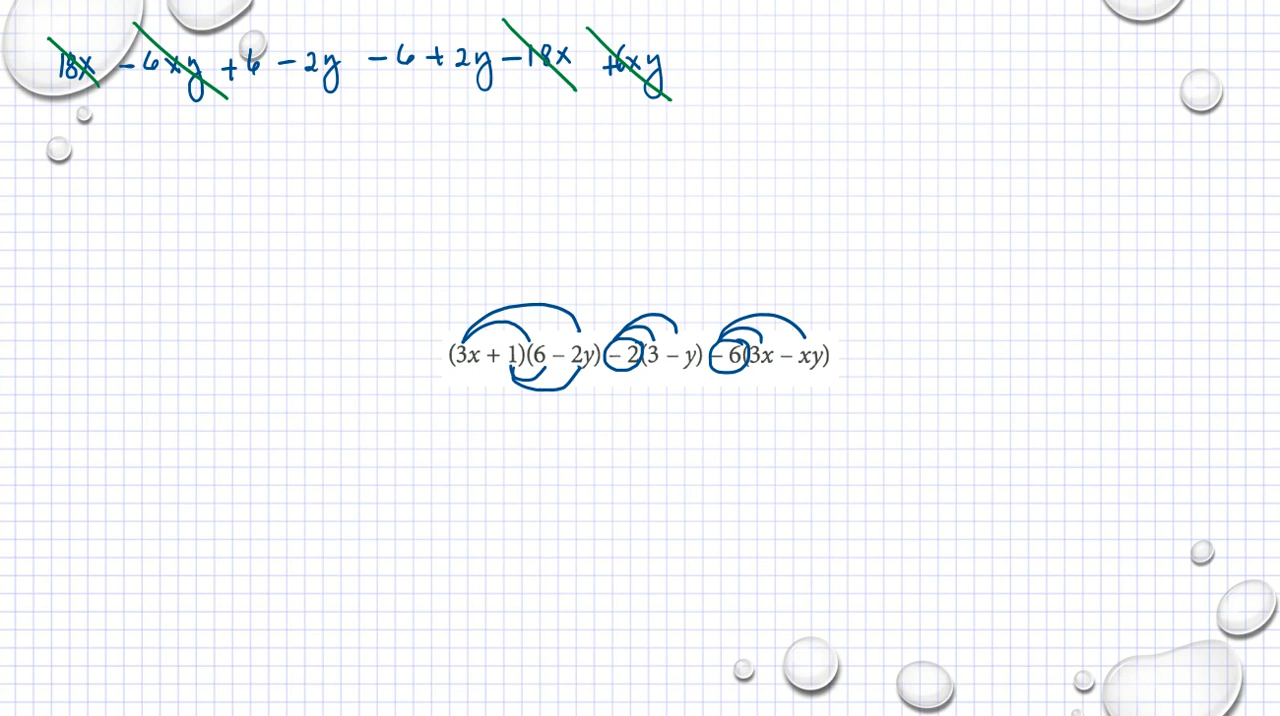 18x - 6xy + 6 - 2y - 6 + 2y - 18x + 6xy
(3x + 1)(6 − 2y) − 2(3 − y) − 6(3x − xy)